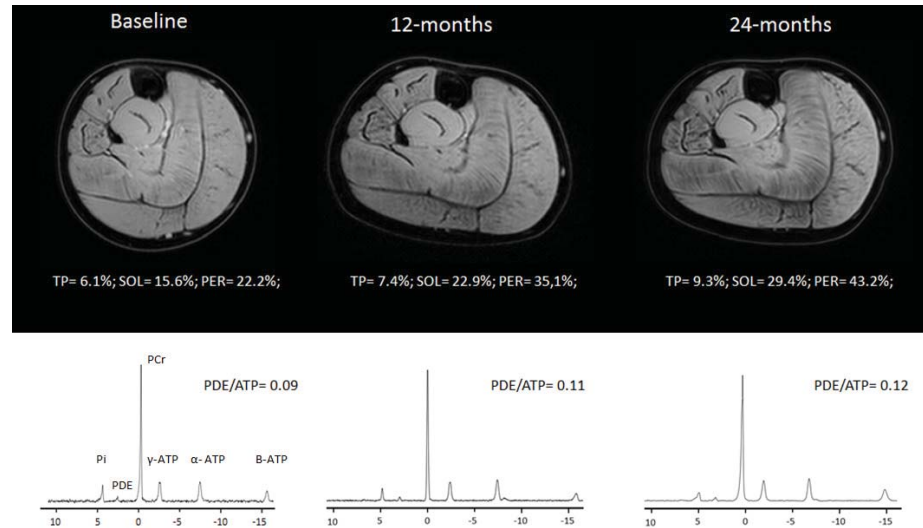 Baseline
12-months
24-months
TP= 6.1%; SOL= 15.6%; PER= 22.2%;
TP= 7.4%; SOL= 22.9%; PER= 35,1%;
TP= 9.3%; SOL= 29.4%; PER= 43.2%;
PCr
PDE/ATP= 0.09
PDE/ATP= 0.11
PDE/ATP= 0.12
Pi
PDE
γ-ATP
α- ATP
B-ATP
10 5 0 -5 -10 -15
10 5 0 -5 -10 -15
10 5 0 -5 -10 -15